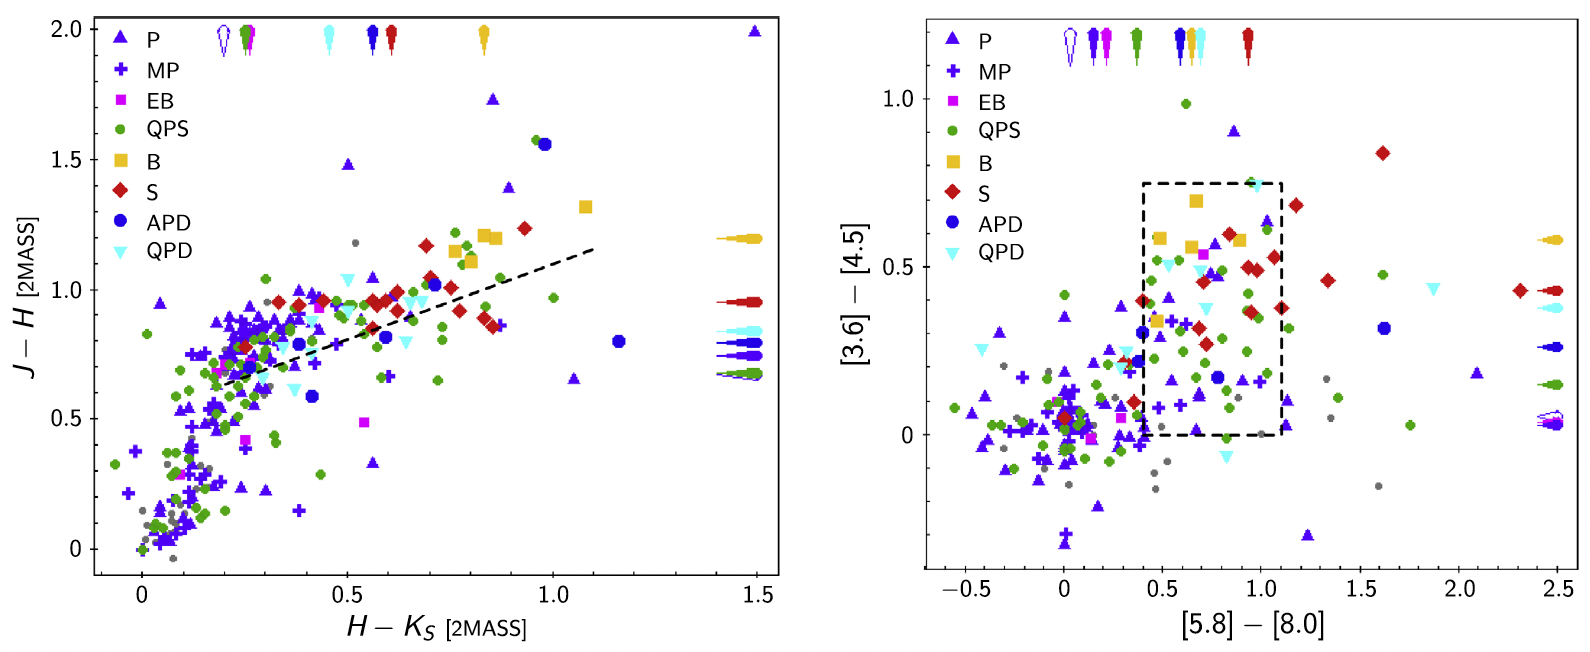 2.0
1.5
1.0
0.5
0
J − H [2MASS]
P
MP
EB
QPS
B
S
APD
QPD
0
0.5
1.0
1.5
H − K_S [2MASS]
1.0
0.5
0
[3.6] − [4.5]
P
MP
EB
QPS
B
S
APD
QPD
−0.5
0
0.5
1.0
1.5
2.0
2.5
[5.8] − [8.0]